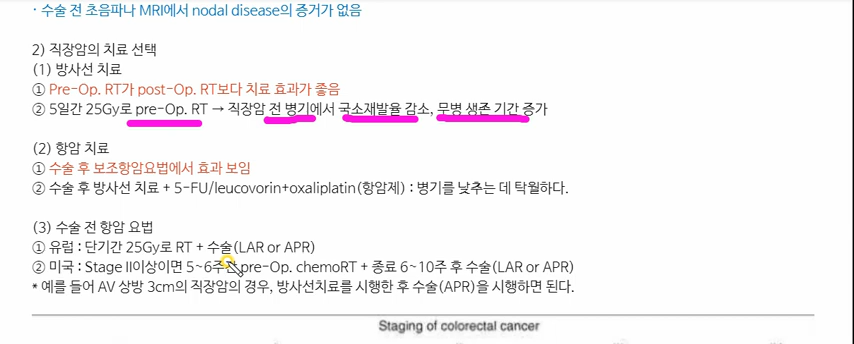 · 수술 전 초음파나 MRI에서 nodal disease의 증거가 없음
2) 직장암의 치료 선택
(1) 방사선 치료
① Pre-Op. RT가 post-Op. RT보다 치료 효과가 좋음
② 5일간 25Gy로 pre-Op. RT → 직장암 전 병기에서 국소재발율 감소, 무병 생존 기간 증가
(2) 항암 치료
① 수술 후 보조항암요법에서 효과 보임
② 수술 후 방사선 치료 + 5-FU/leucovorin+oxaliplatin(항암제) : 병기를 낮추는 데 탁월하다.
(3) 수술 전 항암 요법
① 유럽 : 단기간 25Gy로 RT + 수술(LAR or APR)
② 미국 : Stage II이상이면 5~6주간 pre-Op. chemoRT + 종료 6~10주 후 수술(LAR or APR)
* 예를 들어 AV 상방 3cm의 직장암의 경우, 방사선치료를 시행한 후 수술(APR)을 시행하면 된다.
Staging of colorectal cancer